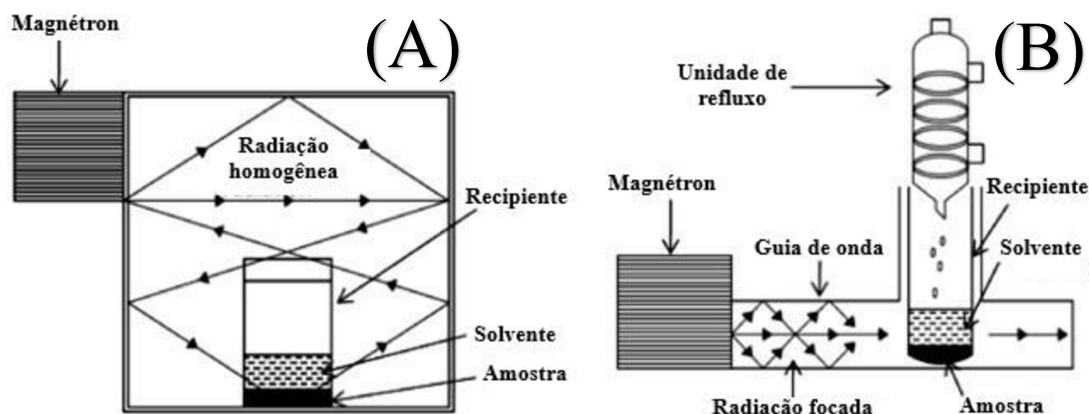 Magnétron
(A)
Radiação
homogênea
Recipiente
Solvente
Amostra
(B)
Unidade de
refluxo
Magnétron
Recipiente
Guia de onda
Solvente
Radiação focada
Amostra